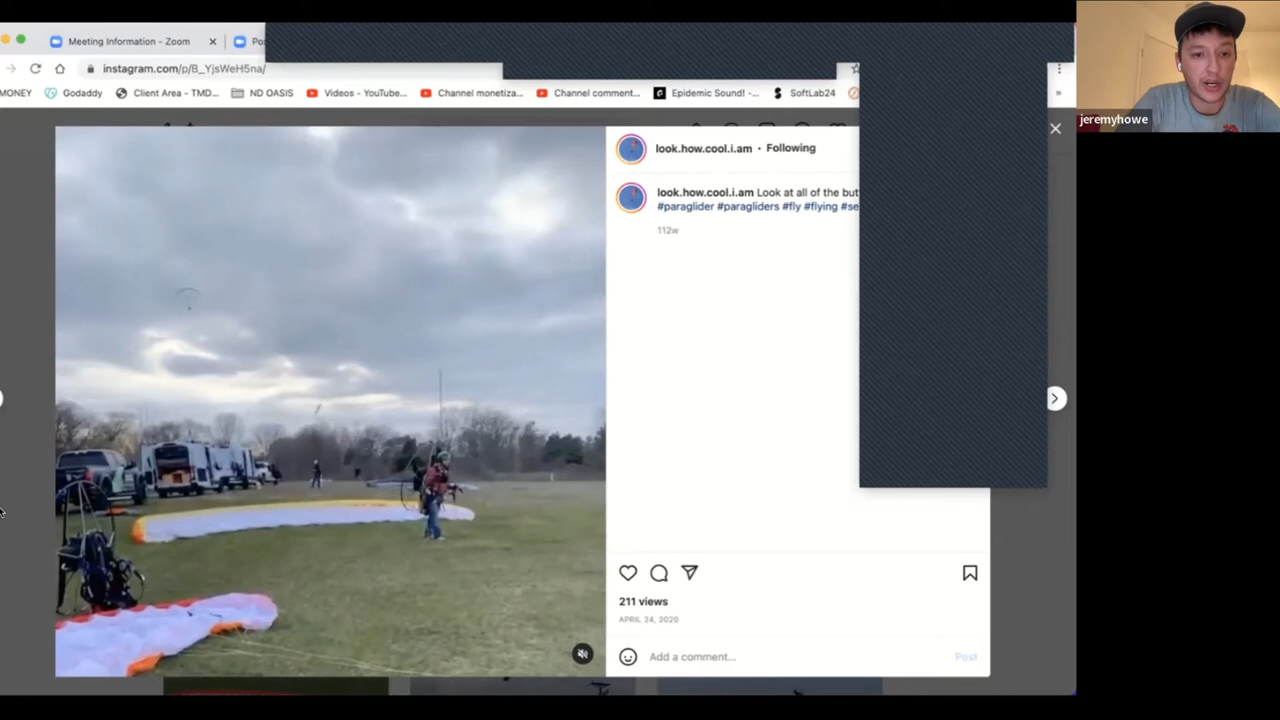 Meeting Information - Zoom
Pos
instagram.com/p/B_YjsWeH5na/
MONEY
Godaddy
Client Area - TMD...
ND OASIS
Videos - YouTube...
Channel monetiza...
Channel comment...
Epidemic Sound! -...
SoftLab24
jeremyhowe
look.how.cool.i.am • Following
look.how.cool.i.am Look at all of the but
#paraglider #paragliders #fly #flying #se
112w
211 views
APRIL 24, 2020
Add a comment...
Post